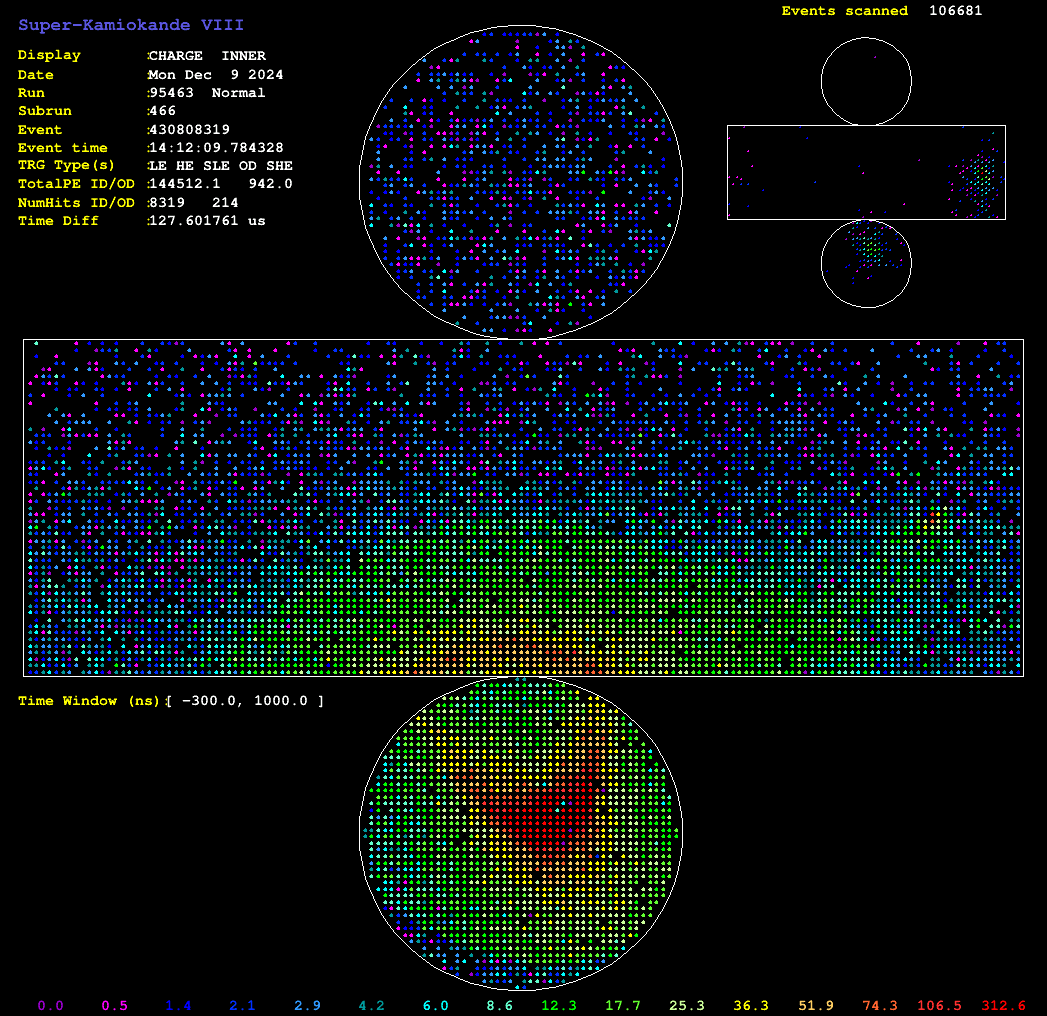 Super-Kamiokande VIII
Events scanned 106681
Display :CHARGE INNER
Date :Mon Dec 9 2024
Run :95463 Normal
Subrun :466
Event :430808319
Event time :14:12:09.784328
TRG Type(s) :LE HE SLE OD SHE
TotalPE ID/OD :144512.1 942.0
NumHits ID/OD :8319 214
Time Diff :127.601761 us
Time Window (ns):[ -300.0, 1000.0 ]
0.0 0.5 1.4 2.1 2.9 4.2 6.0 8.6 12.3 17.7 25.3 36.3 51.9 74.3 106.5 312.6